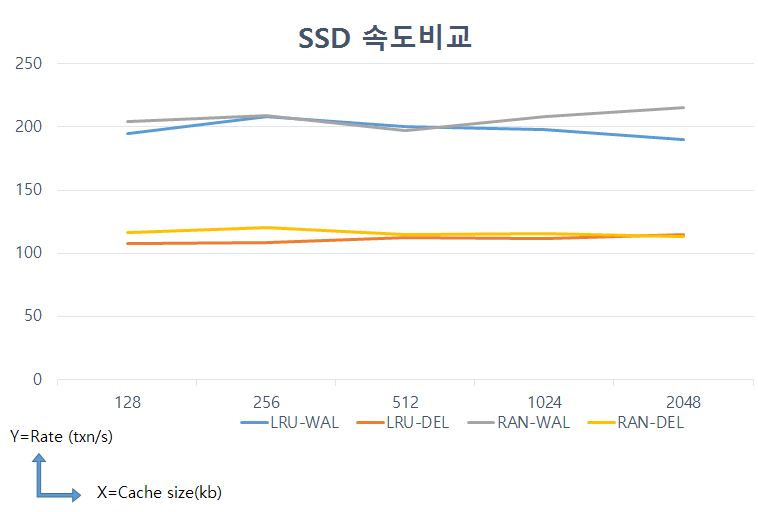 SSD 속도비교
250
200
150
100
50
0
128 256 512 1024 2048
LRU-WAL LRU-DEL RAN-WAL RAN-DEL
Y=Rate (txn/s)
X=Cache size(kb)